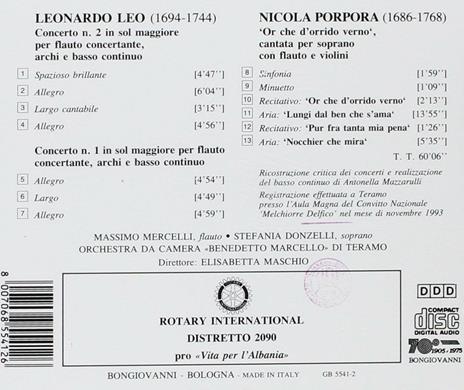 LEONARDO LEO (1694-1744)
Concerto n. 2 in sol maggiore
per flauto concertante,
archi e basso continuo
1 Spazioso brillante [4'47"]
2 Allegro [6'04"]
3 Largo cantabile [3'15"]
4 Allegro [4'56"]
Concerto n. 1 in sol maggiore per flauto
concertante, archi e basso continuo
5 Allegro [4'54"]
6 Largo [4'49"]
7 Allegro [4'59"]
NICOLA PORPORA (1686-1768)
'Or che d'orrido verno',
cantata per soprano
con flauto e violini
8 Sinfonia [1'59"]
9 Minuetto [1'09"]
10 Recitativo: 'Or che d'orrido verno' [2'13"]
11 Aria: 'Lungi dal ben che s'ama' [13'55"]
12 Recitativo: 'Pur fra tanta mia pena' [1'26"]
13 Aria: 'Nocchier che mira' [5'35"]
T. T. 60'06"
Ricostruzione critica dei concerti e realizzazione
del basso continuo di Antonella Mazzarulli
Registrazione effettuata a Teramo
presso l'Aula Magna del Convitto Nazionale
'Melchiorre Delfico' nel mese di novembre 1993
MASSIMO MERCELLI, flauto • STEFANIA DONZELLI, soprano
ORCHESTRA DA CAMERA «BENEDETTO MARCELLO» DI TERAMO
Direttore: ELISABETTA MASCHIO
8 007068 554126
ROTARY INTERNATIONAL
DISTRETTO 2090
pro «Vita per l'Albania»
DDD
COMPACT
disc
DIGITAL AUDIO
70°
1905-1975
BONGIOVANNI
BONGIOVANNI - BOLOGNA - MADE IN ITALY GB 5541-2